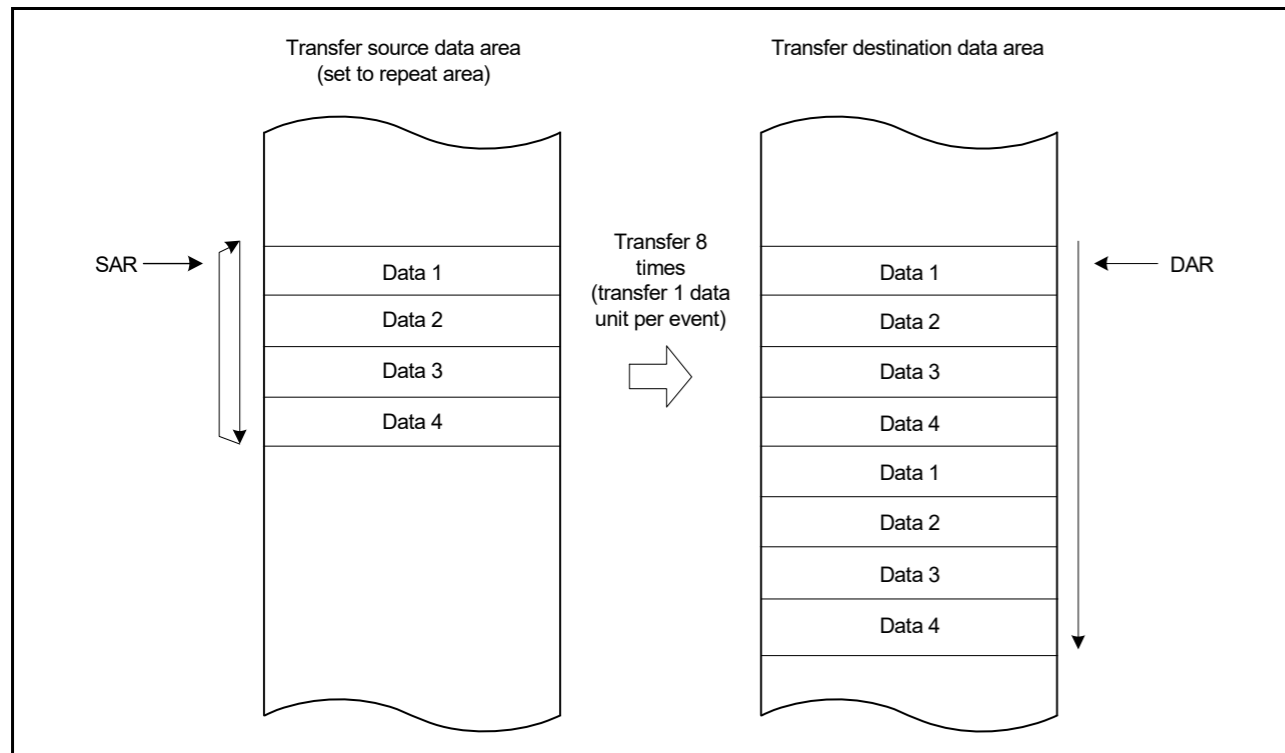 Transfer source data area
(set to repeat area)
Transfer destination data area
SAR
Data 1
Data 2
Data 3
Data 4
Transfer 8
times
(transfer 1 data
unit per event)
Data 1
Data 2
Data 3
Data 4
Data 1
Data 2
Data 3
Data 4
DAR